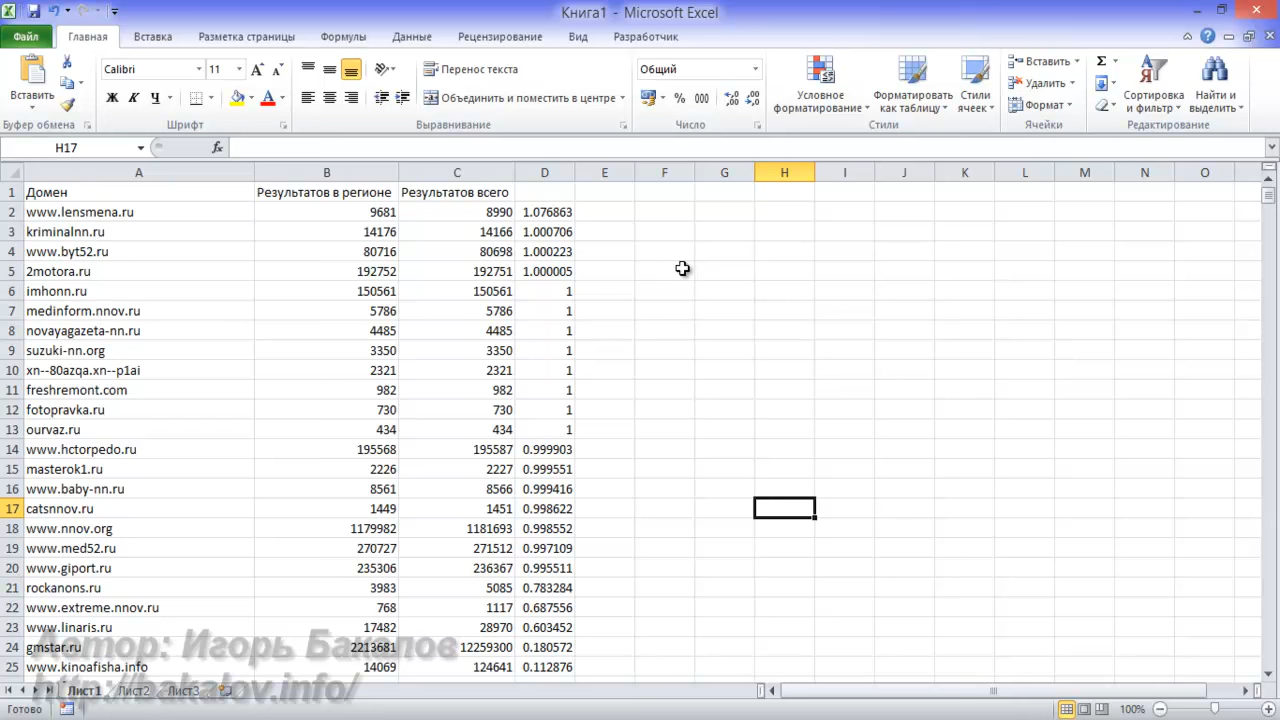 Книга1 - Microsoft Excel
Файл Главная Вставка Разметка страницы Формулы Данные Рецензирование Вид Разработчик
Вставить
Calibri 11
Ж К Ч
Перенос текста
Объединить и поместить в центре
Общий
% 000
Условное форматирование
Форматировать как таблицу
Стили ячеек
Вставить
Удалить
Формат
Сортировка и фильтр
Найти и выделить
Буфер обмена Шрифт Выравнивание Число Стили Ячейки Редактирование
H17 fx
A B C D E F G H I J K L M N O
1 Домен Результатов в регионе Результатов всего
2 www.lensmena.ru 9681 8990 1.076863
3 kriminalnn.ru 14176 14166 1.000706
4 www.byt52.ru 80716 80698 1.000223
5 2motora.ru 192752 192751 1.000005
6 imhonn.ru 150561 150561 1
7 medinform.nnov.ru 5786 5786 1
8 novayagazeta-nn.ru 4485 4485 1
9 suzuki-nn.org 3350 3350 1
10 xn--80azqa.xn--p1ai 2321 2321 1
11 freshremont.com 982 982 1
12 fotopravka.ru 730 730 1
13 ourvaz.ru 434 434 1
14 www.hctorpedo.ru 195568 195587 0.999903
15 masterok1.ru 2226 2227 0.999551
16 www.baby-nn.ru 8561 8566 0.999416
17 catsnnov.ru 1449 1451 0.998622
18 www.nnov.org 1179982 1181693 0.998552
19 www.med52.ru 270727 271512 0.997109
20 www.giport.ru 235306 236367 0.995511
21 rockanons.ru 3983 5085 0.783284
22 www.extreme.nnov.ru 768 1117 0.687556
23 www.linaris.ru 17482 28970 0.603452
24 gmstar.ru 2213681 12259300 0.180572
25 www.kinoafisha.info 14069 124641 0.112876
Автор: Игорь Бакалов
http://bakalov.info/
Лист1 Лист2 Лист3
Готово 100%